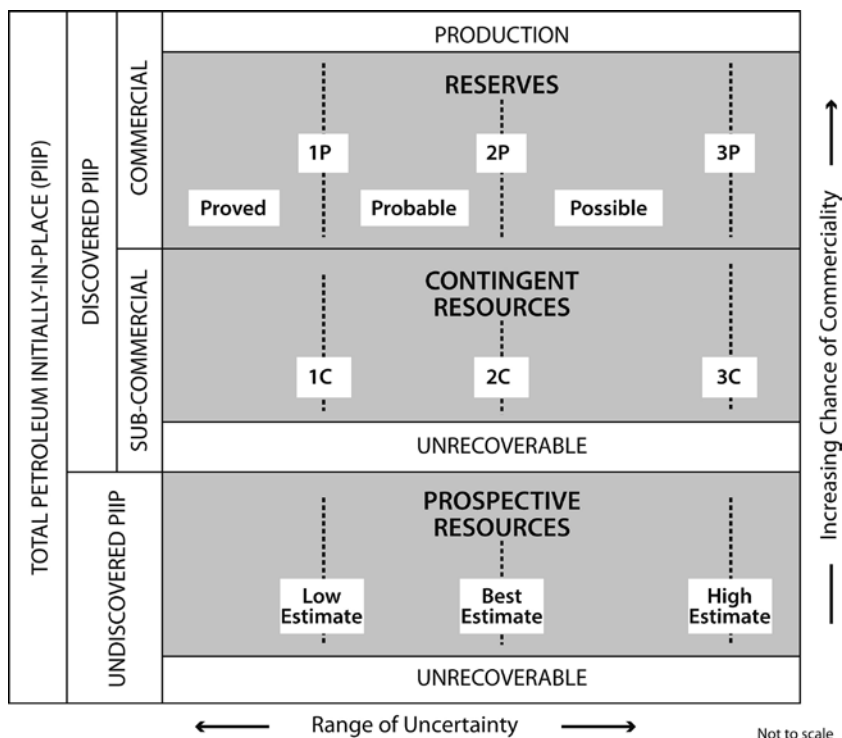 TOTAL PETROLEUM INITIALLY-IN-PLACE (PIIP)
DISCOVERED PIIP
UNDISCOVERED PIIP
COMMERCIAL
SUB-COMMERCIAL
PRODUCTION
RESERVES
1P
2P
3P
Proved
Probable
Possible
CONTINGENT
RESOURCES
1C
2C
3C
UNRECOVERABLE
PROSPECTIVE
RESOURCES
Low
Estimate
Best
Estimate
High
Estimate
UNRECOVERABLE
Increasing Chance of Commerciality
Range of Uncertainty
Not to scale